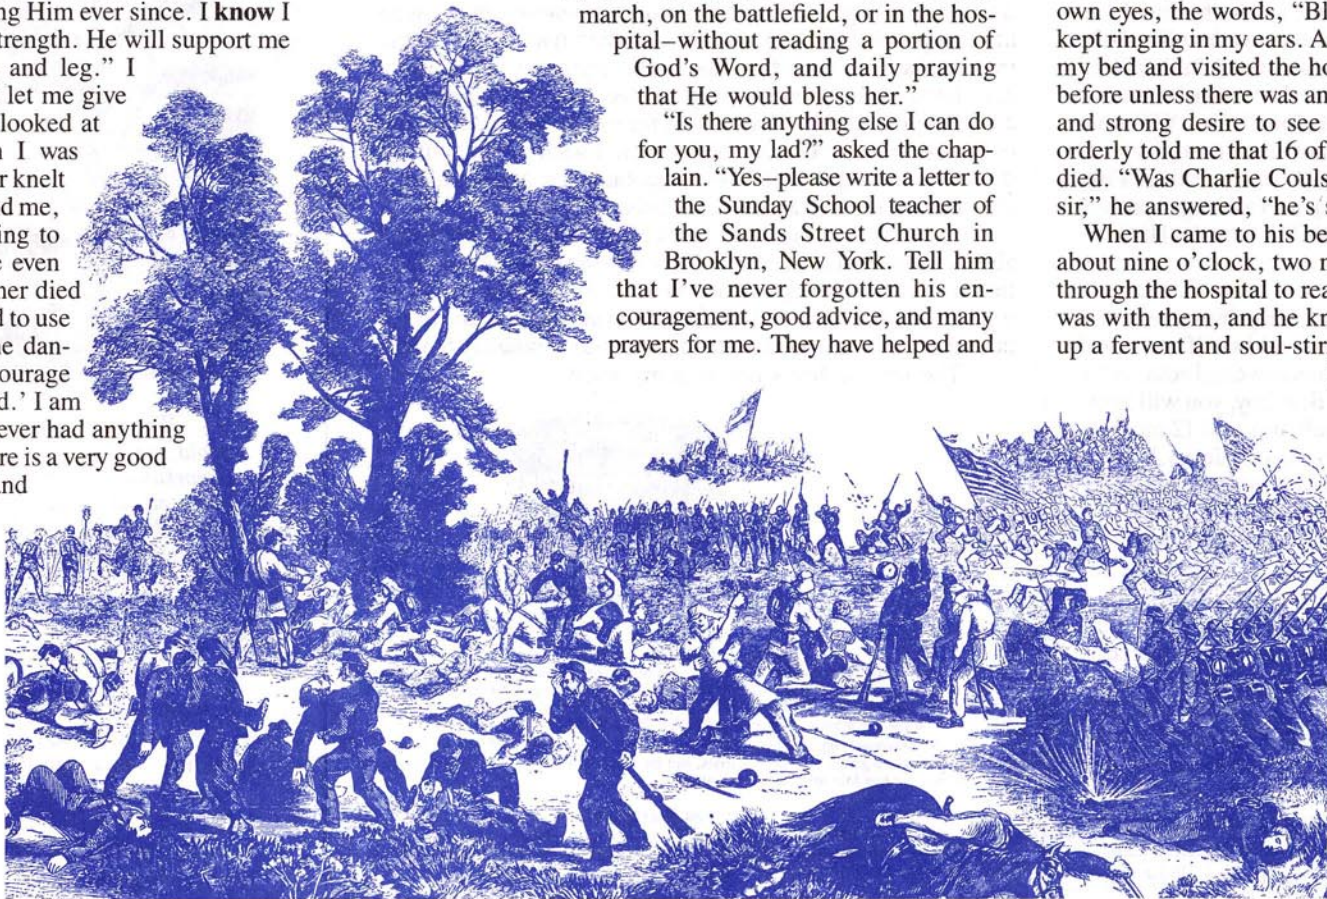 ng Him ever since. I know I
trength. He will support me
and leg.” I
let me give
looked at
I was
r knelt
d me,
ing to
even
her died
d to use
e dan-
ourage
d.’ I am
ever had anything
re is a very good
nd
march, on the battlefield, or in the hos-
pital–without reading a portion of
God’s Word, and daily praying
that He would bless her.”
“Is there anything else I can do
for you, my lad?” asked the chap-
lain. “Yes–please write a letter to
the Sunday School teacher of
the Sands Street Church in
Brooklyn, New York. Tell him
that I’ve never forgotten his en-
couragement, good advice, and many
prayers for me. They have helped and
own eyes, the words, “Bl
kept ringing in my ears. A
my bed and visited the ho
before unless there was an
and strong desire to see
orderly told me that 16 of
died. “Was Charlie Couls
sir,” he answered, “he’s s
When I came to his be
about nine o’clock, two n
through the hospital to rea
was with them, and he kn
up a fervent and soul-stir